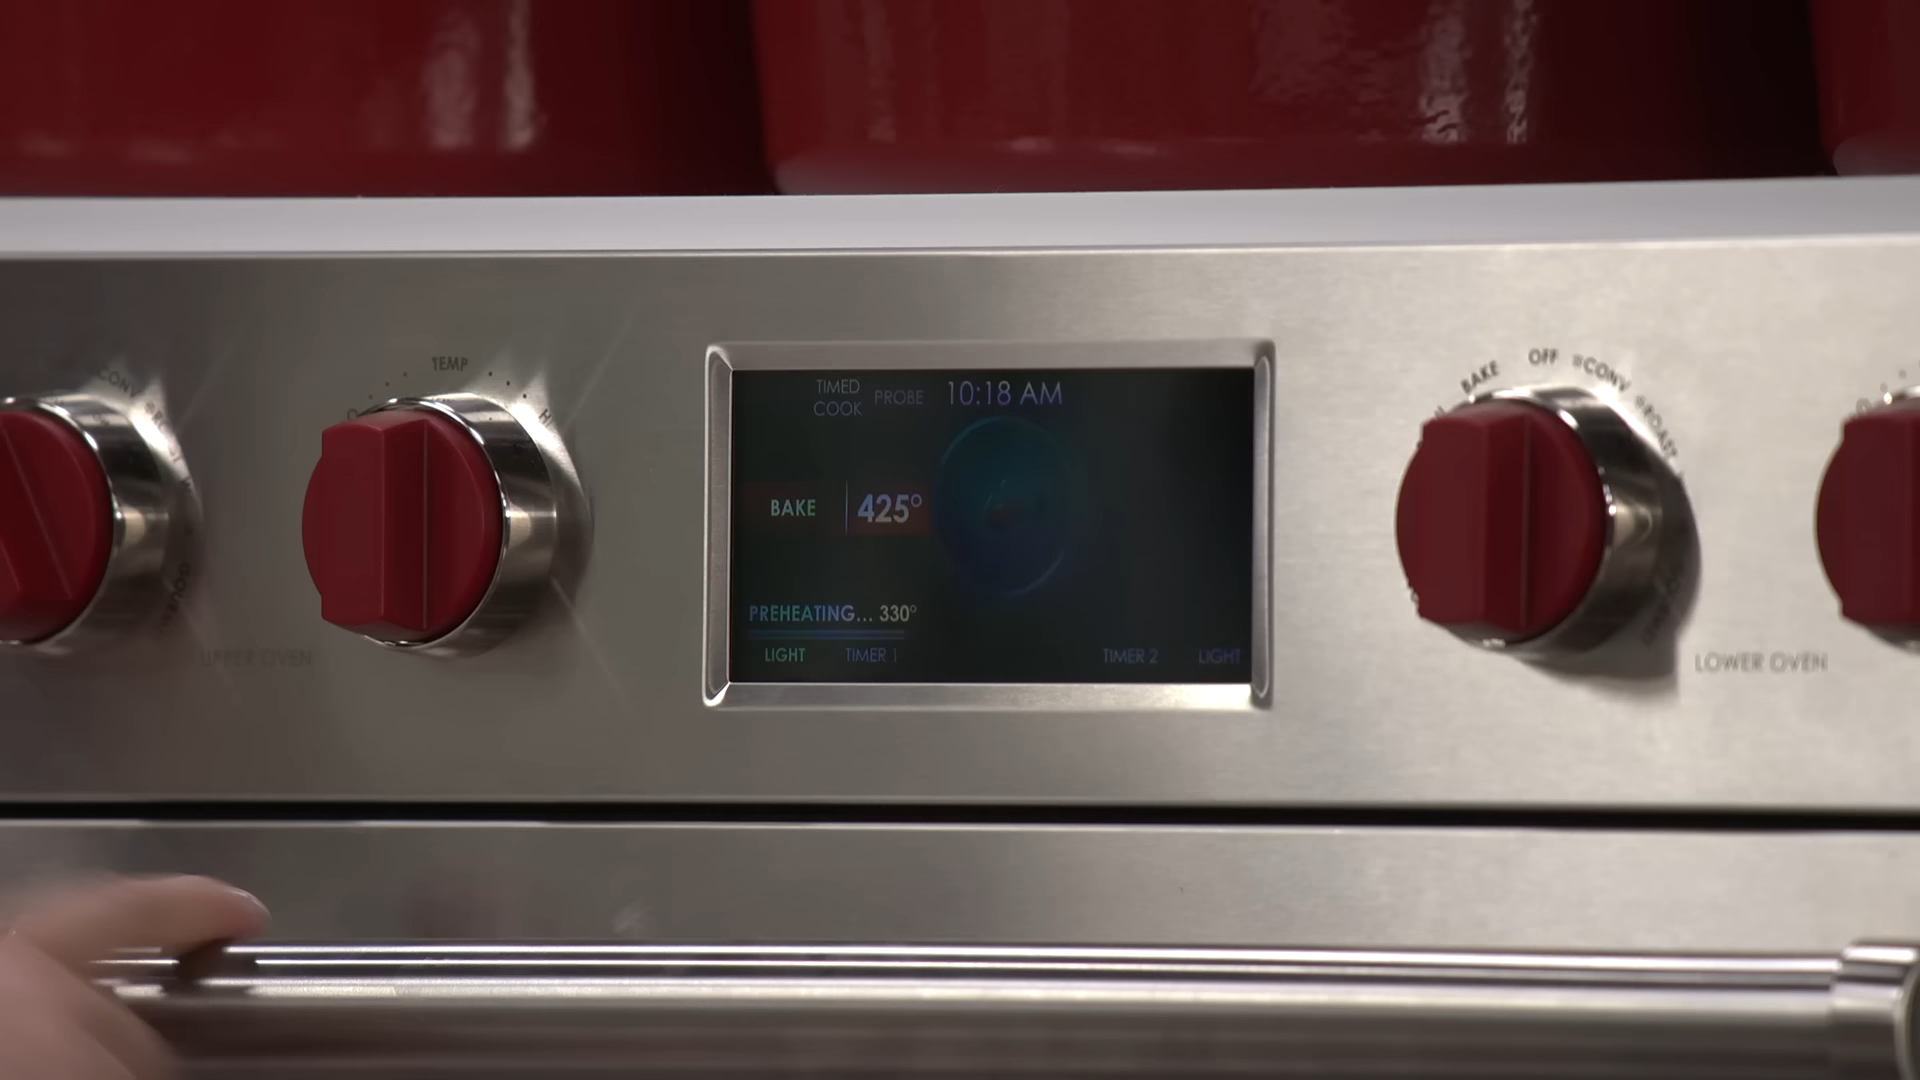 CONV
TEMP
TIMED
COOK
PROBE
10:18 AM
BAKE
425°
PREHEATING... 330°
LIGHT
TIMER 1
TIMER 2
LIGHT
UPPER OVEN
BAKE
OFF
CONV
ROAST
LOWER OVEN